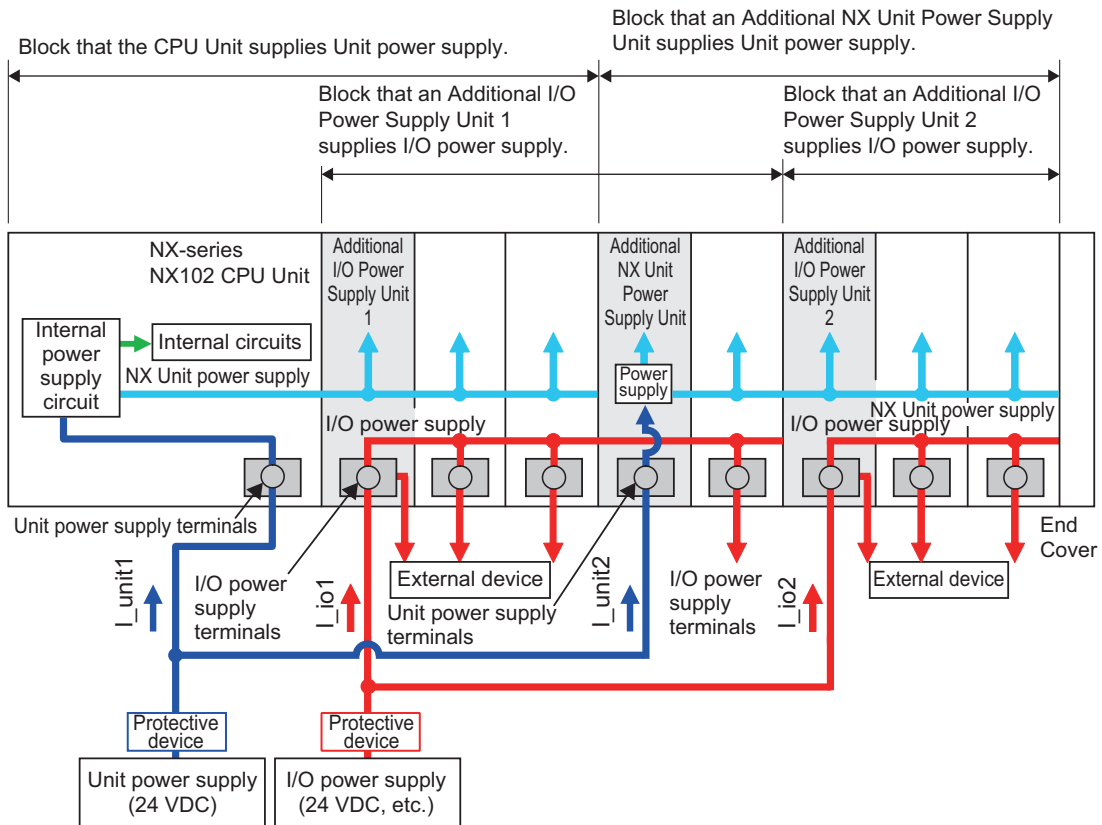 Block that the CPU Unit supplies Unit power supply.
Block that an Additional NX Unit Power Supply
Unit supplies Unit power supply.
Block that an Additional I/O
Power Supply Unit 1
supplies I/O power supply.
Block that an Additional I/O
Power Supply Unit 2
supplies I/O power supply.
NX-series
NX102 CPU Unit
Additional
I/O Power
Supply Unit
1
Additional
NX Unit
Power
Supply Unit
Additional
I/O Power
Supply Unit
2
Internal
power
supply
circuit
Internal circuits
NX Unit power supply
Power
supply
NX Unit power supply
I/O power supply
I/O power supply
Unit power supply terminals
End
Cover
I_unit1
I/O power
supply
terminals
I_io1
External device
Unit power supply
terminals
I_unit2
I/O power
supply
terminals
I_io2
External device
Protective
device
Protective
device
Unit power supply
(24 VDC)
I/O power supply
(24 VDC, etc.)